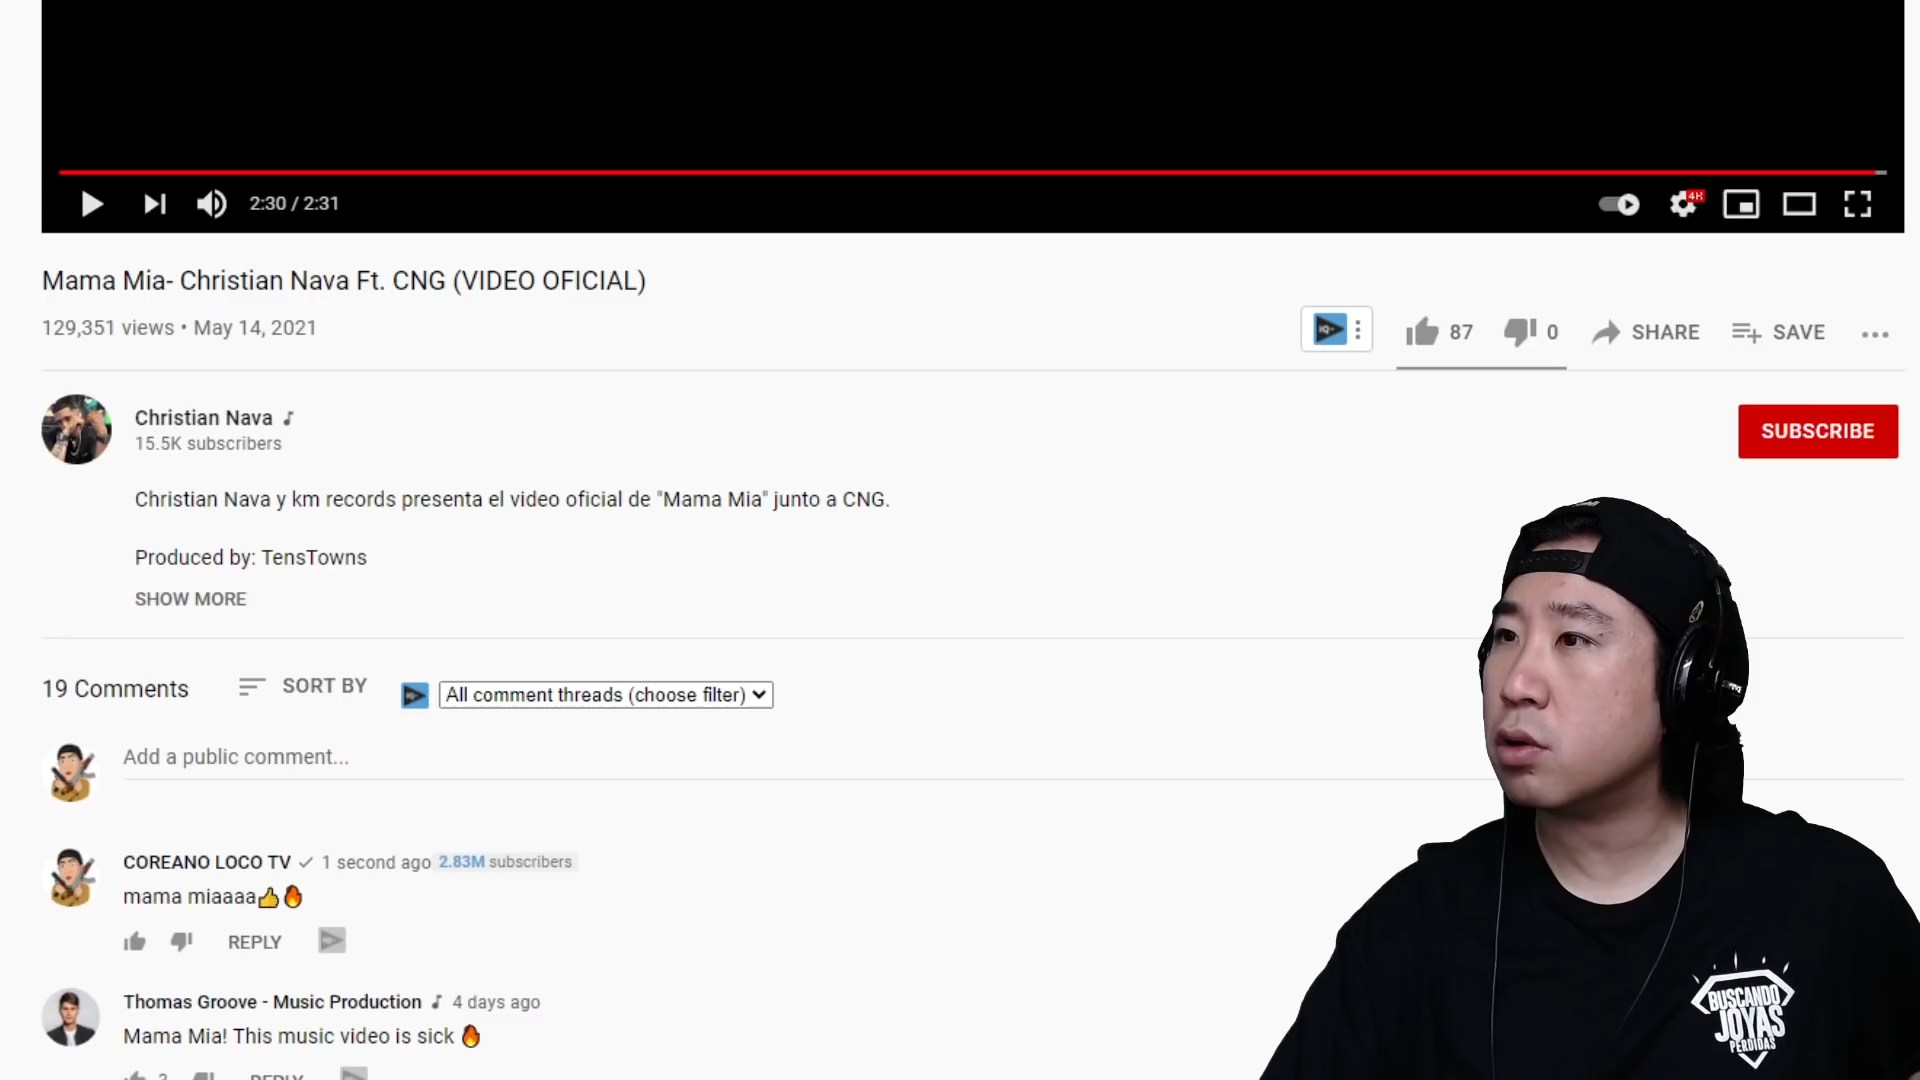 2:30 / 2:31
4K
Mama Mia- Christian Nava Ft. CNG (VIDEO OFICIAL)
129,351 views • May 14, 2021
IQ
87
0
SHARE
SAVE
Christian Nava
15.5K subscribers
SUBSCRIBE
Christian Nava y km records presenta el video oficial de "Mama Mia" junto a CNG.
Produced by: TensTowns
SHOW MORE
19 Comments
SORT BY
All comment threads (choose filter)
Add a public comment...
COREANO LOCO TV 1 second ago 2.83M subscribers
mama miaaaa👍🔥
REPLY
Thomas Groove - Music Production 4 days ago
Mama Mia! This music video is sick 🔥
3
REPLY
BUSCANDO
JOYAS
PERDIDAS